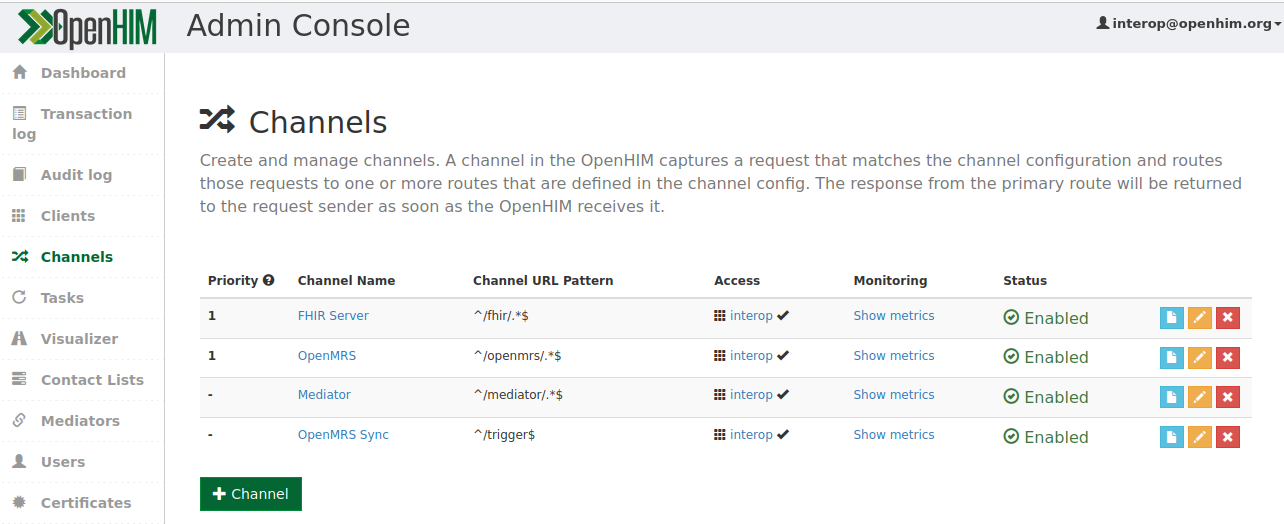 OpenHIM Admin Console interop@openhim.org
Dashboard
Transaction
log
Audit log
Clients
Channels
Tasks
Visualizer
Contact Lists
Mediators
Users
Certificates
Channels
Create and manage channels. A channel in the OpenHIM captures a request that matches the channel configuration and routes
those requests to one or more routes that are defined in the channel config. The response from the primary route will be returned
to the request sender as soon as the OpenHIM receives it.
Priority Channel Name Channel URL Pattern Access Monitoring Status
1 FHIR Server ^/fhir/.*$ interop Show metrics Enabled
1 OpenMRS ^/openmrs/.*$ interop Show metrics Enabled
- Mediator ^/mediator/.*$ interop Show metrics Enabled
- OpenMRS Sync ^/trigger$ interop Show metrics Enabled
+ Channel